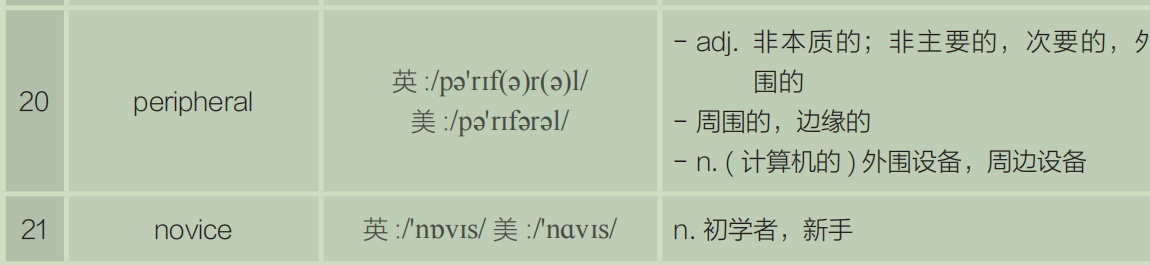 20
peripheral
英 :/pə'rɪf(ə)r(ə)l/
美 :/pə'rɪfərəl/
- adj. 非本质的；非主要的，次要的，外
围的
- 周围的，边缘的
- n. ( 计算机的 ) 外围设备，周边设备
21
novice
英 :/'nɒvɪs/ 美 :/'nɑvɪs/
n. 初学者，新手